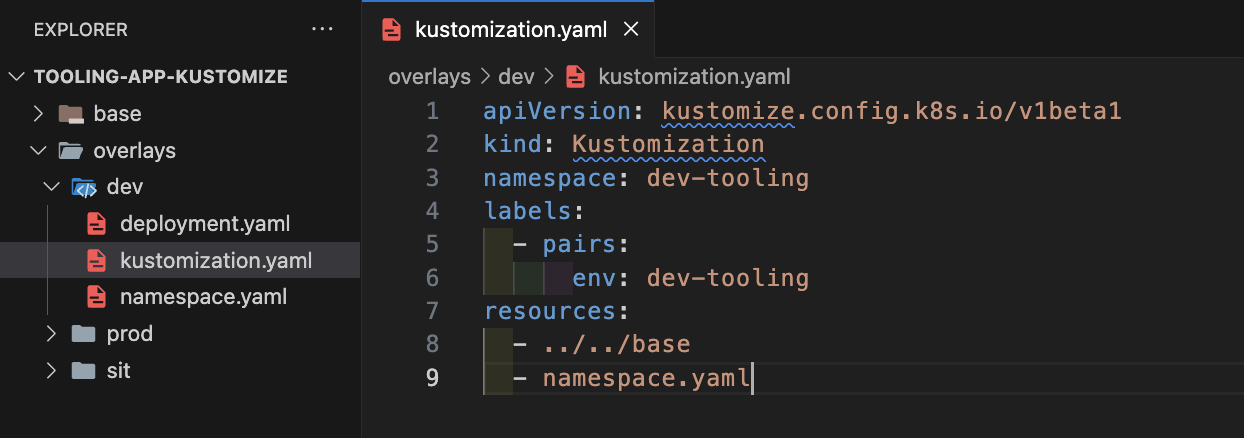 EXPLORER ...
TOOLING-APP-KUSTOMIZE
base
overlays
dev
deployment.yaml
kustomization.yaml
namespace.yaml
prod
sit
kustomization.yaml
overlays > dev > kustomization.yaml
1 apiVersion: kustomize.config.k8s.io/v1beta1
2 kind: Kustomization
3 namespace: dev-tooling
4 labels:
5   - pairs:
6       env: dev-tooling
7 resources:
8   - ../../base
9   - namespace.yaml